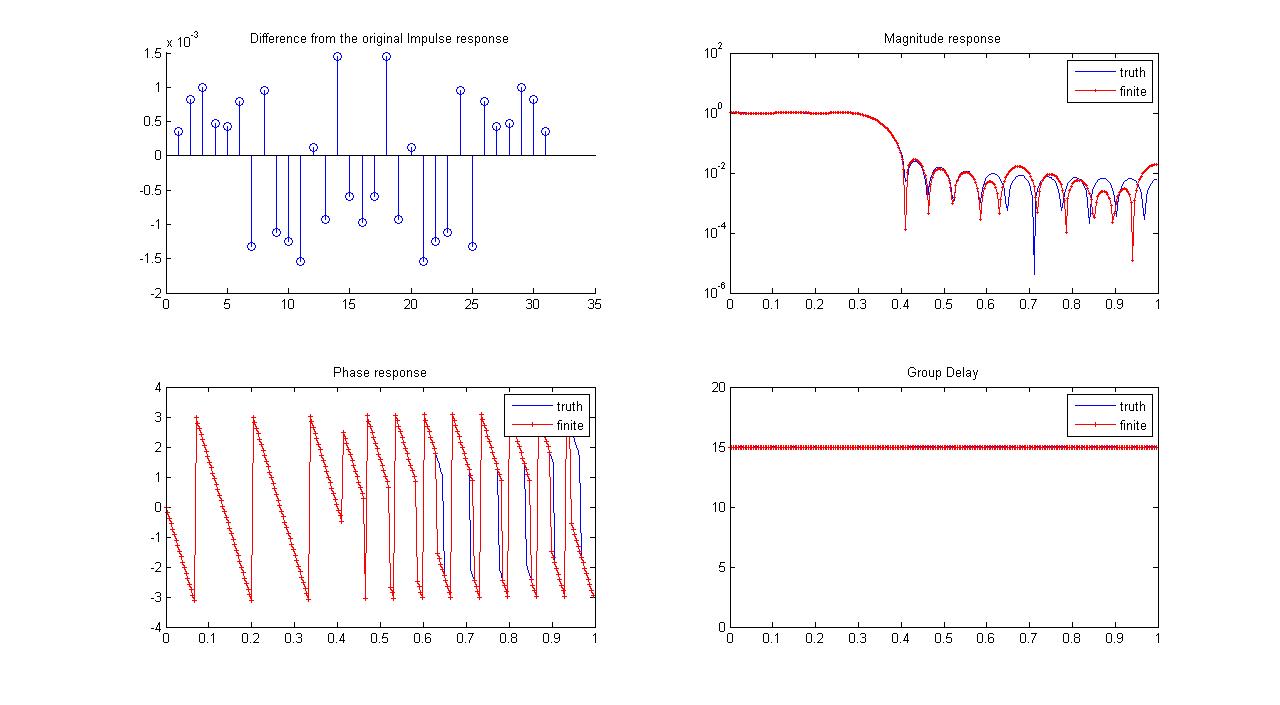 x 10^-3
Difference from the original Impulse response
1.5
1
0.5
0
-0.5
-1
-1.5
-2
0 5 10 15 20 25 30 35
Magnitude response
10^2
10^0
10^-2
10^-4
10^-6
truth
finite
0 0.1 0.2 0.3 0.4 0.5 0.6 0.7 0.8 0.9 1
Phase response
4
3
2
1
0
-1
-2
-3
-4
truth
finite
0 0.1 0.2 0.3 0.4 0.5 0.6 0.7 0.8 0.9 1
Group Delay
20
15
10
5
0
truth
finite
0 0.1 0.2 0.3 0.4 0.5 0.6 0.7 0.8 0.9 1